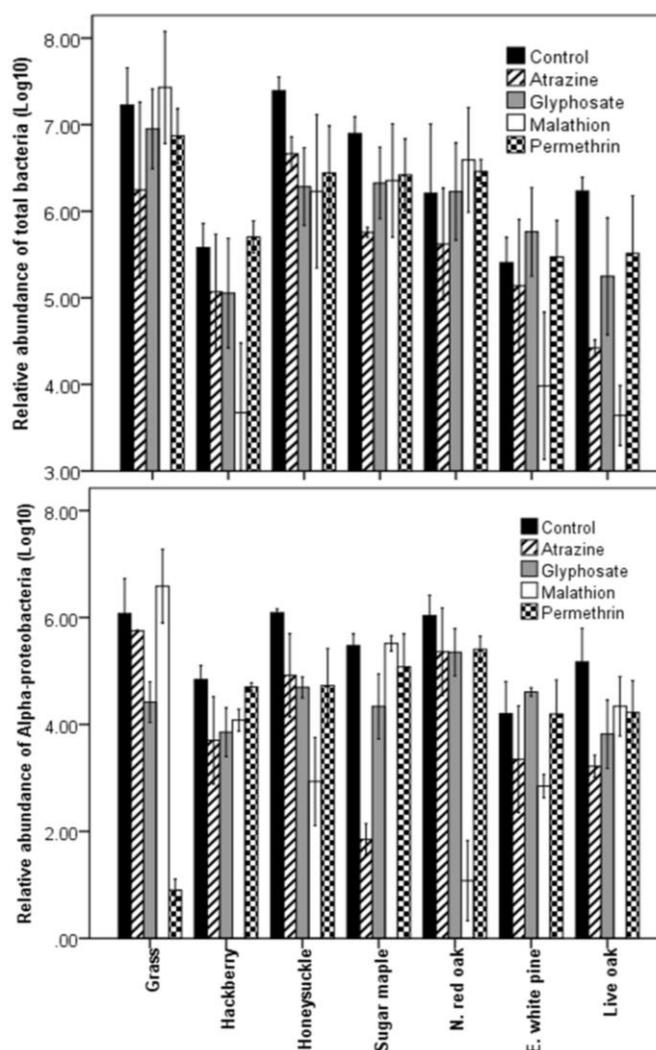 Relative abundance of total bacteria (Log10)
8.00
7.00
6.00
5.00
4.00
3.00
Control
Atrazine
Glyphosate
Malathion
Permethrin
Relative abundance of Alpha-proteobacteria (Log10)
8.00
6.00
4.00
2.00
.00
Control
Atrazine
Glyphosate
Malathion
Permethrin
Grass
Hackberry
Honeysuckle
Sugar maple
N. red oak
E. white pine
Live oak